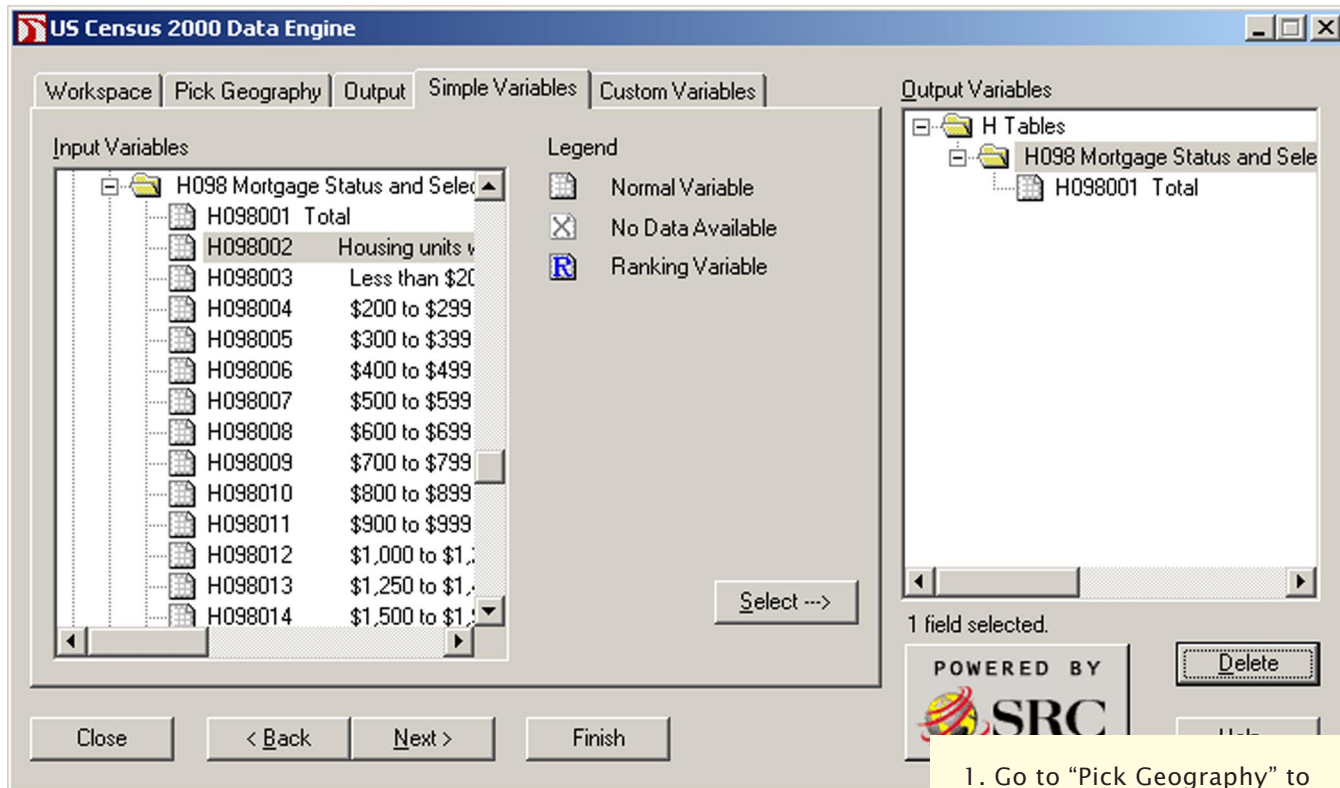 US Census 2000 Data Engine
Workspace Pick Geography Output Simple Variables Custom Variables
Input Variables
H098 Mortgage Status and Selec
H098001 Total
H098002 Housing units
H098003 Less than $20
H098004 $200 to $299
H098005 $300 to $399
H098006 $400 to $499
H098007 $500 to $599
H098008 $600 to $699
H098009 $700 to $799
H098010 $800 to $899
H098011 $900 to $999
H098012 $1,000 to $1,
H098013 $1,250 to $1,
H098014 $1,500 to $1,
Legend
Normal Variable
No Data Available
R Ranking Variable
Select --->
Output Variables
H Tables
H098 Mortgage Status and Sele
H098001 Total
1 field selected.
POWERED BY
SRC
Delete
Close < Back Next > Finish
1. Go to “Pick Geography” to